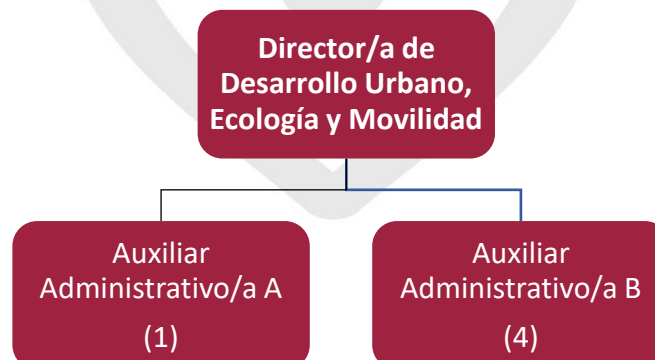 Director/a de
Desarrollo Urbano,
Ecología y Movilidad
Auxiliar
Administrativo/a A
(1)
Auxiliar
Administrativo/a B
(4)